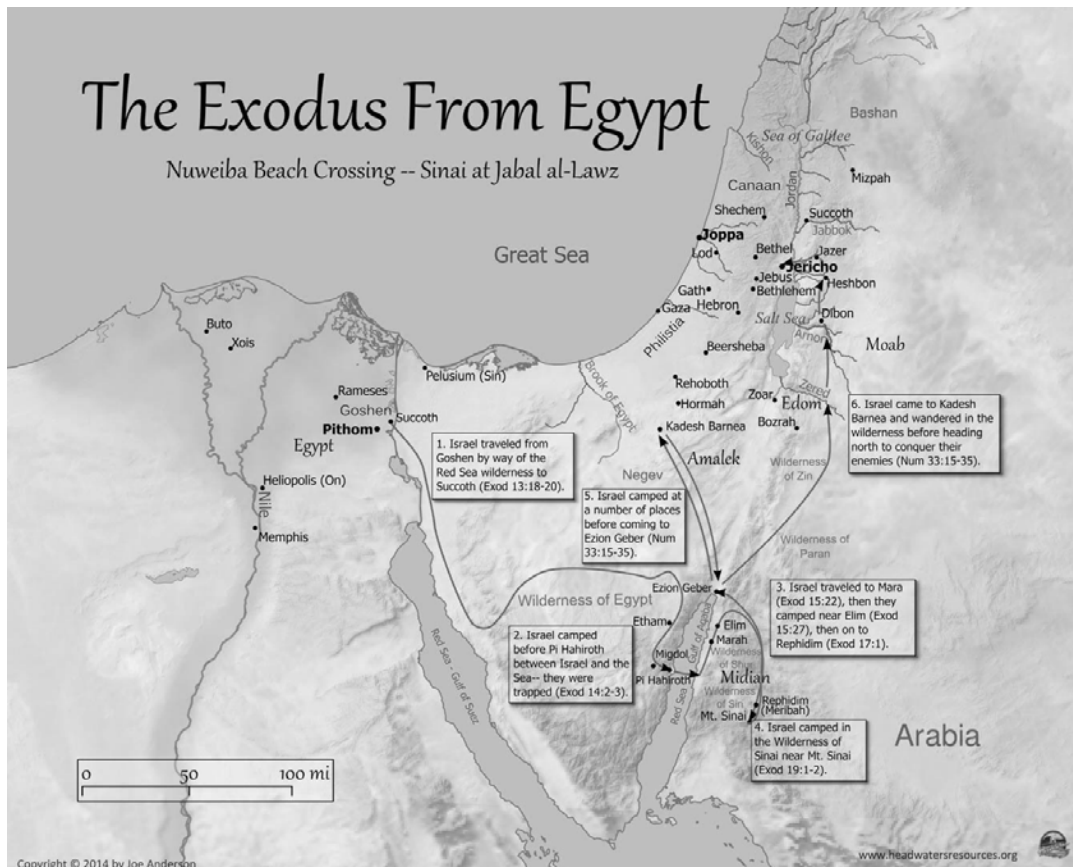 The Exodus From Egypt
Nuweiba Beach Crossing -- Sinai at Jabal al-Lawz
Great Sea
Bashan
Sea of Galilee
Kishon
Mizpah
Canaan
Jordan
Shechem
Succoth
Jabbok
Joppa
Lod
Bethel
Jazer
Jericho
Jebus
Heshbon
Gath
Bethlehem
Hebron
Gaza
Salt Sea
Dibon
Arnon
Moab
Philistia
Beersheba
Buto
Xois
Pelusium (Sin)
Brook of Egypt
Rehoboth
Zered
Rameses
Hormah
Zoar
Edom
Goshen
Succoth
Pithom
Kadesh Barnea
Bozrah
Egypt
Amalek
1. Israel traveled from
Goshen by way of the
Red Sea wilderness to
Succoth (Exod 13:18-20).
6. Israel came to Kadesh
Barnea and wandered in the
wilderness before heading
north to conquer their
enemies (Num 33:15-35).
Negev
Wilderness
of Zin
Heliopolis (On)
Nile
Memphis
5. Israel camped at
a number of places
before coming to
Ezion Geber (Num
33:15-35).
Wilderness of
Paran
Ezion Geber
Wilderness of Egypt
3. Israel traveled to Mara
(Exod 15:22), then they
camped near Elim (Exod
15:27), then on to
Rephidim (Exod 17:1).
Etham
Gulf of Aqaba
Elim
Marah
2. Israel camped
before Pi Hahiroth
between Israel and the
Sea-- they were
trapped (Exod 14:2-3).
Migdol
Wilderness
of Shur
Pi Hahiroth
Midian
Red Sea - Gulf of Suez
Red Sea
Wilderness
of Sin
Rephidim
(Meribah)
Mt. Sinai
4. Israel camped in
the Wilderness of
Sinai near Mt. Sinai
(Exod 19:1-2).
Arabia
0 50 100 mi
Copyright © 2014 by Joe Anderson
www.headwatersresources.org